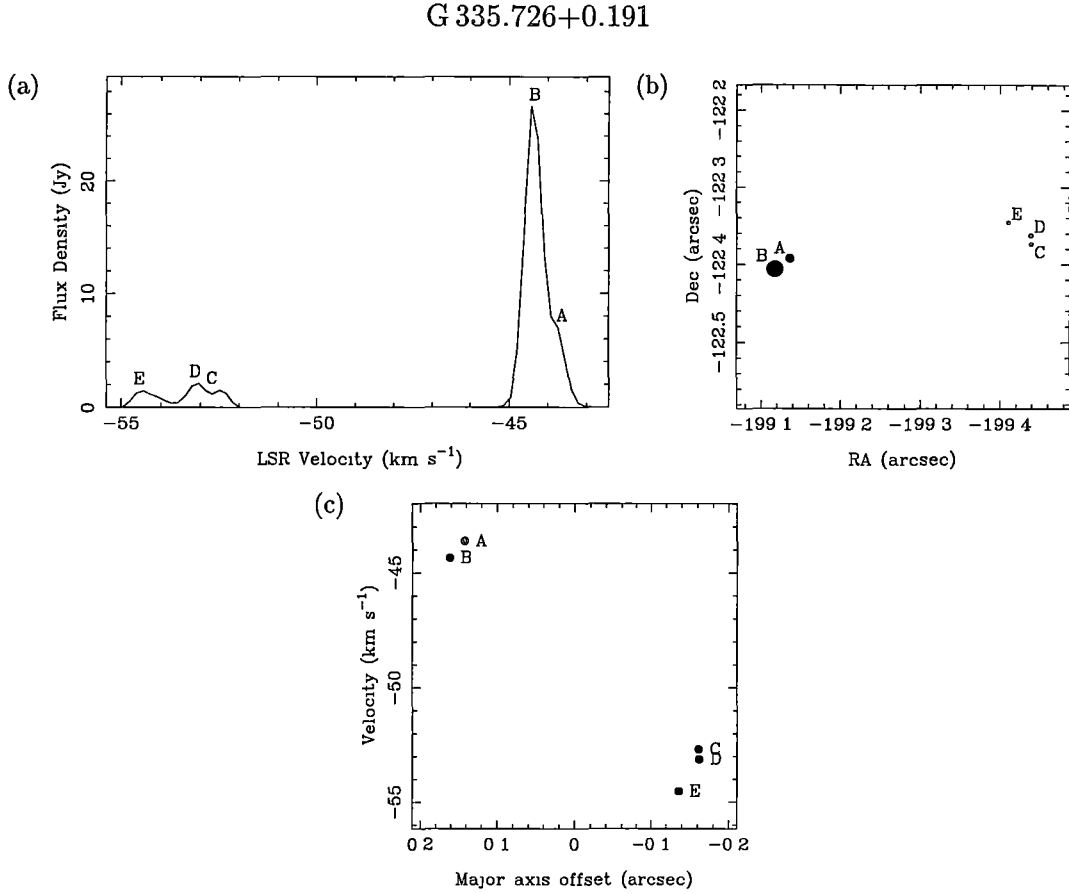 G 335.726+0.191
(a)
B
A
D
C
E
Flux Density (Jy)
20
10
0
−55
−50
−45
LSR Velocity (km s⁻¹)
(b)
E
D
C
B
A
Dec (arcsec)
−122.2
−122.3
−122.4
−122.5
−199 1
−199 2
−199 3
−199 4
RA (arcsec)
(c)
A
B
C
D
E
Velocity (km s⁻¹)
−45
−50
−55
0 2
0 1
0
−0 1
−0 2
Major axis offset (arcsec)